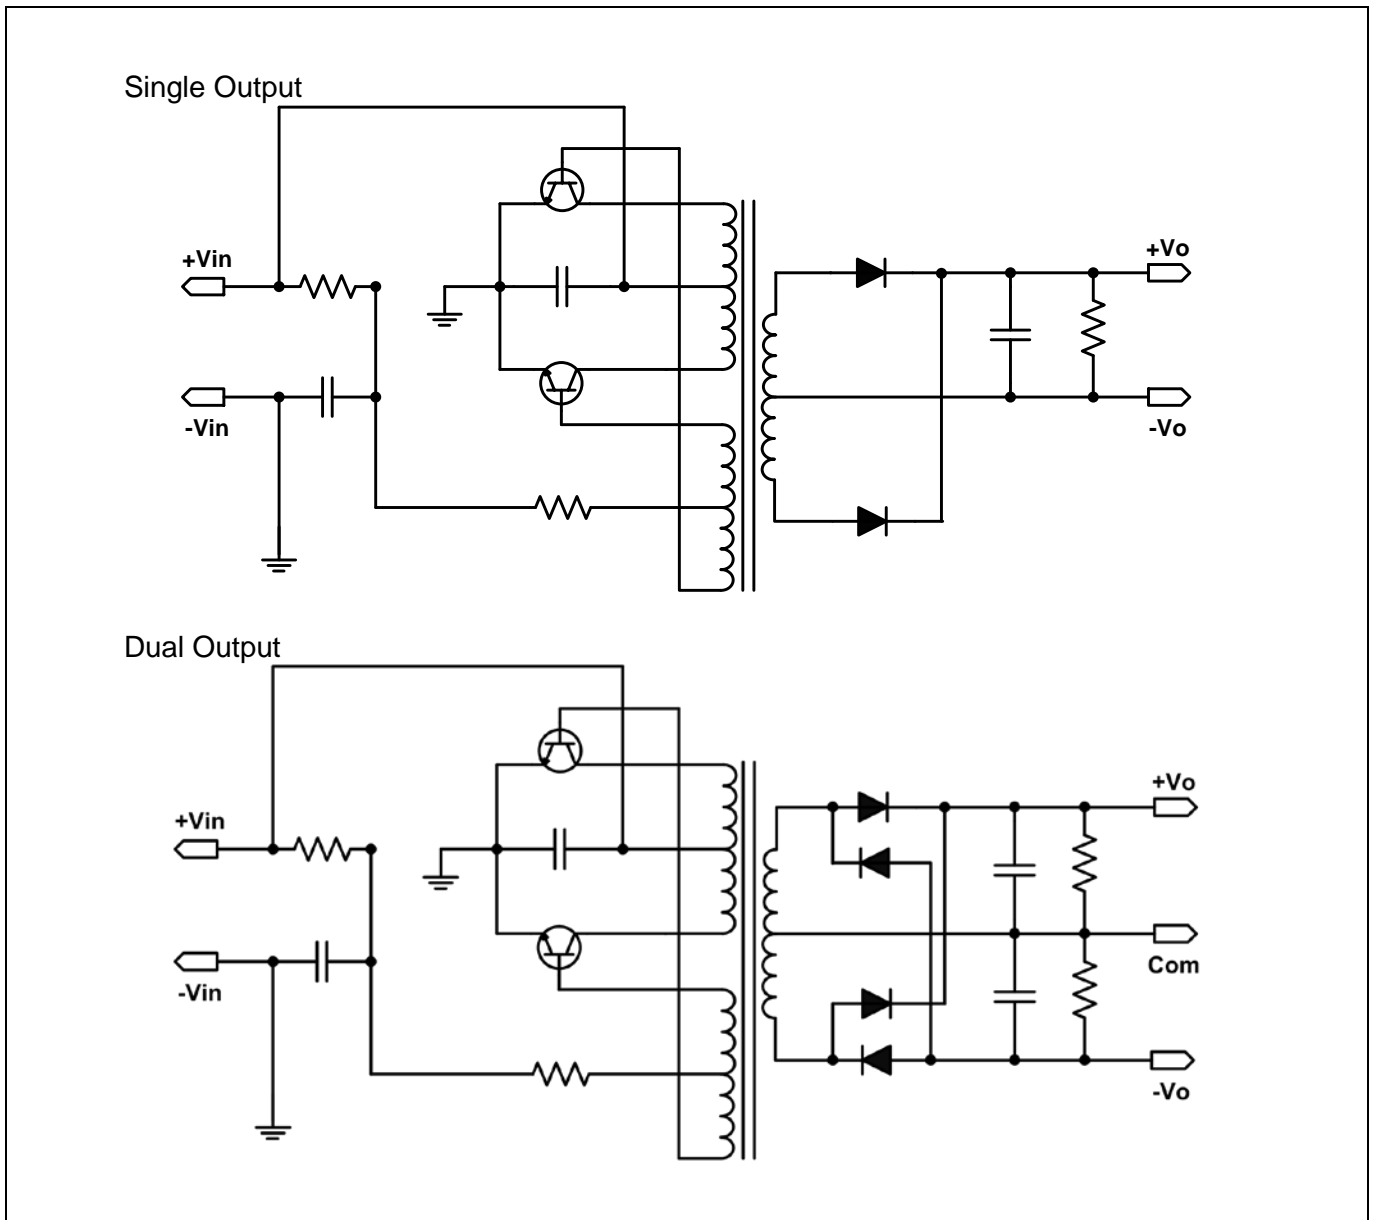 Single Output
+Vin
-Vin
+Vo
-Vo
Dual Output
+Vin
-Vin
+Vo
Com
-Vo